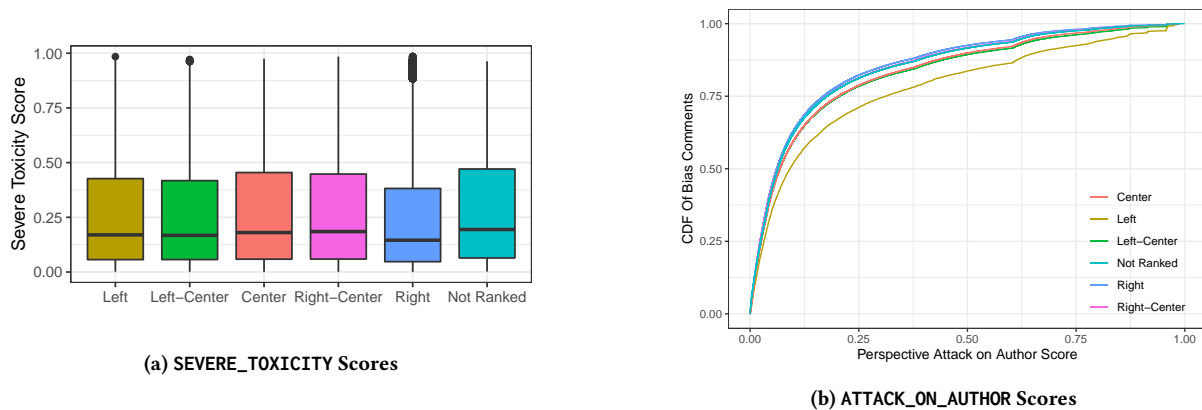 Severe Toxicity Score
1.00
0.75
0.50
0.25
0.00
Left
Left-Center
Center
Right-Center
Right
Not Ranked
(a) SEVERE_TOXICITY Scores
CDF Of Bias Comments
1.00
0.75
0.50
0.25
0.00
Center
Left
Left-Center
Not Ranked
Right
Right-Center
0.00
0.25
0.50
0.75
1.00
Perspective Attack on Author Score
(b) ATTACK_ON_AUTHOR Scores